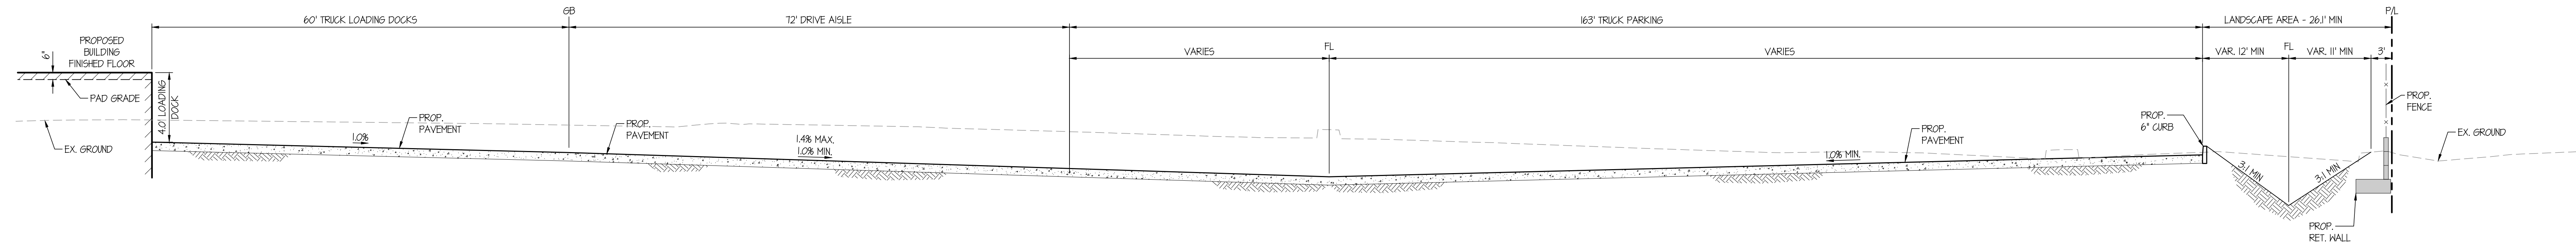 GB
P/L
60' TRUCK LOADING DOCKS
72' DRIVE AISLE
163' TRUCK PARKING
LANDSCAPE AREA - 26.1' MIN
6"
PROPOSED
BUILDING
FINISHED FLOOR
VARIES
FL
VARIES
VAR. 12' MIN
FL
VAR. 11' MIN
3'
PAD GRADE
4.0' LOADING
DOCK
EX. GROUND
1.0%
PROP.
PAVEMENT
PROP.
PAVEMENT
1.4% MAX.
1.0% MIN.
1.0% MIN.
PROP.
PAVEMENT
PROP.
6" CURB
3:1 MIN
3:1 MIN
PROP.
FENCE
EX. GROUND
PROP.
RET. WALL